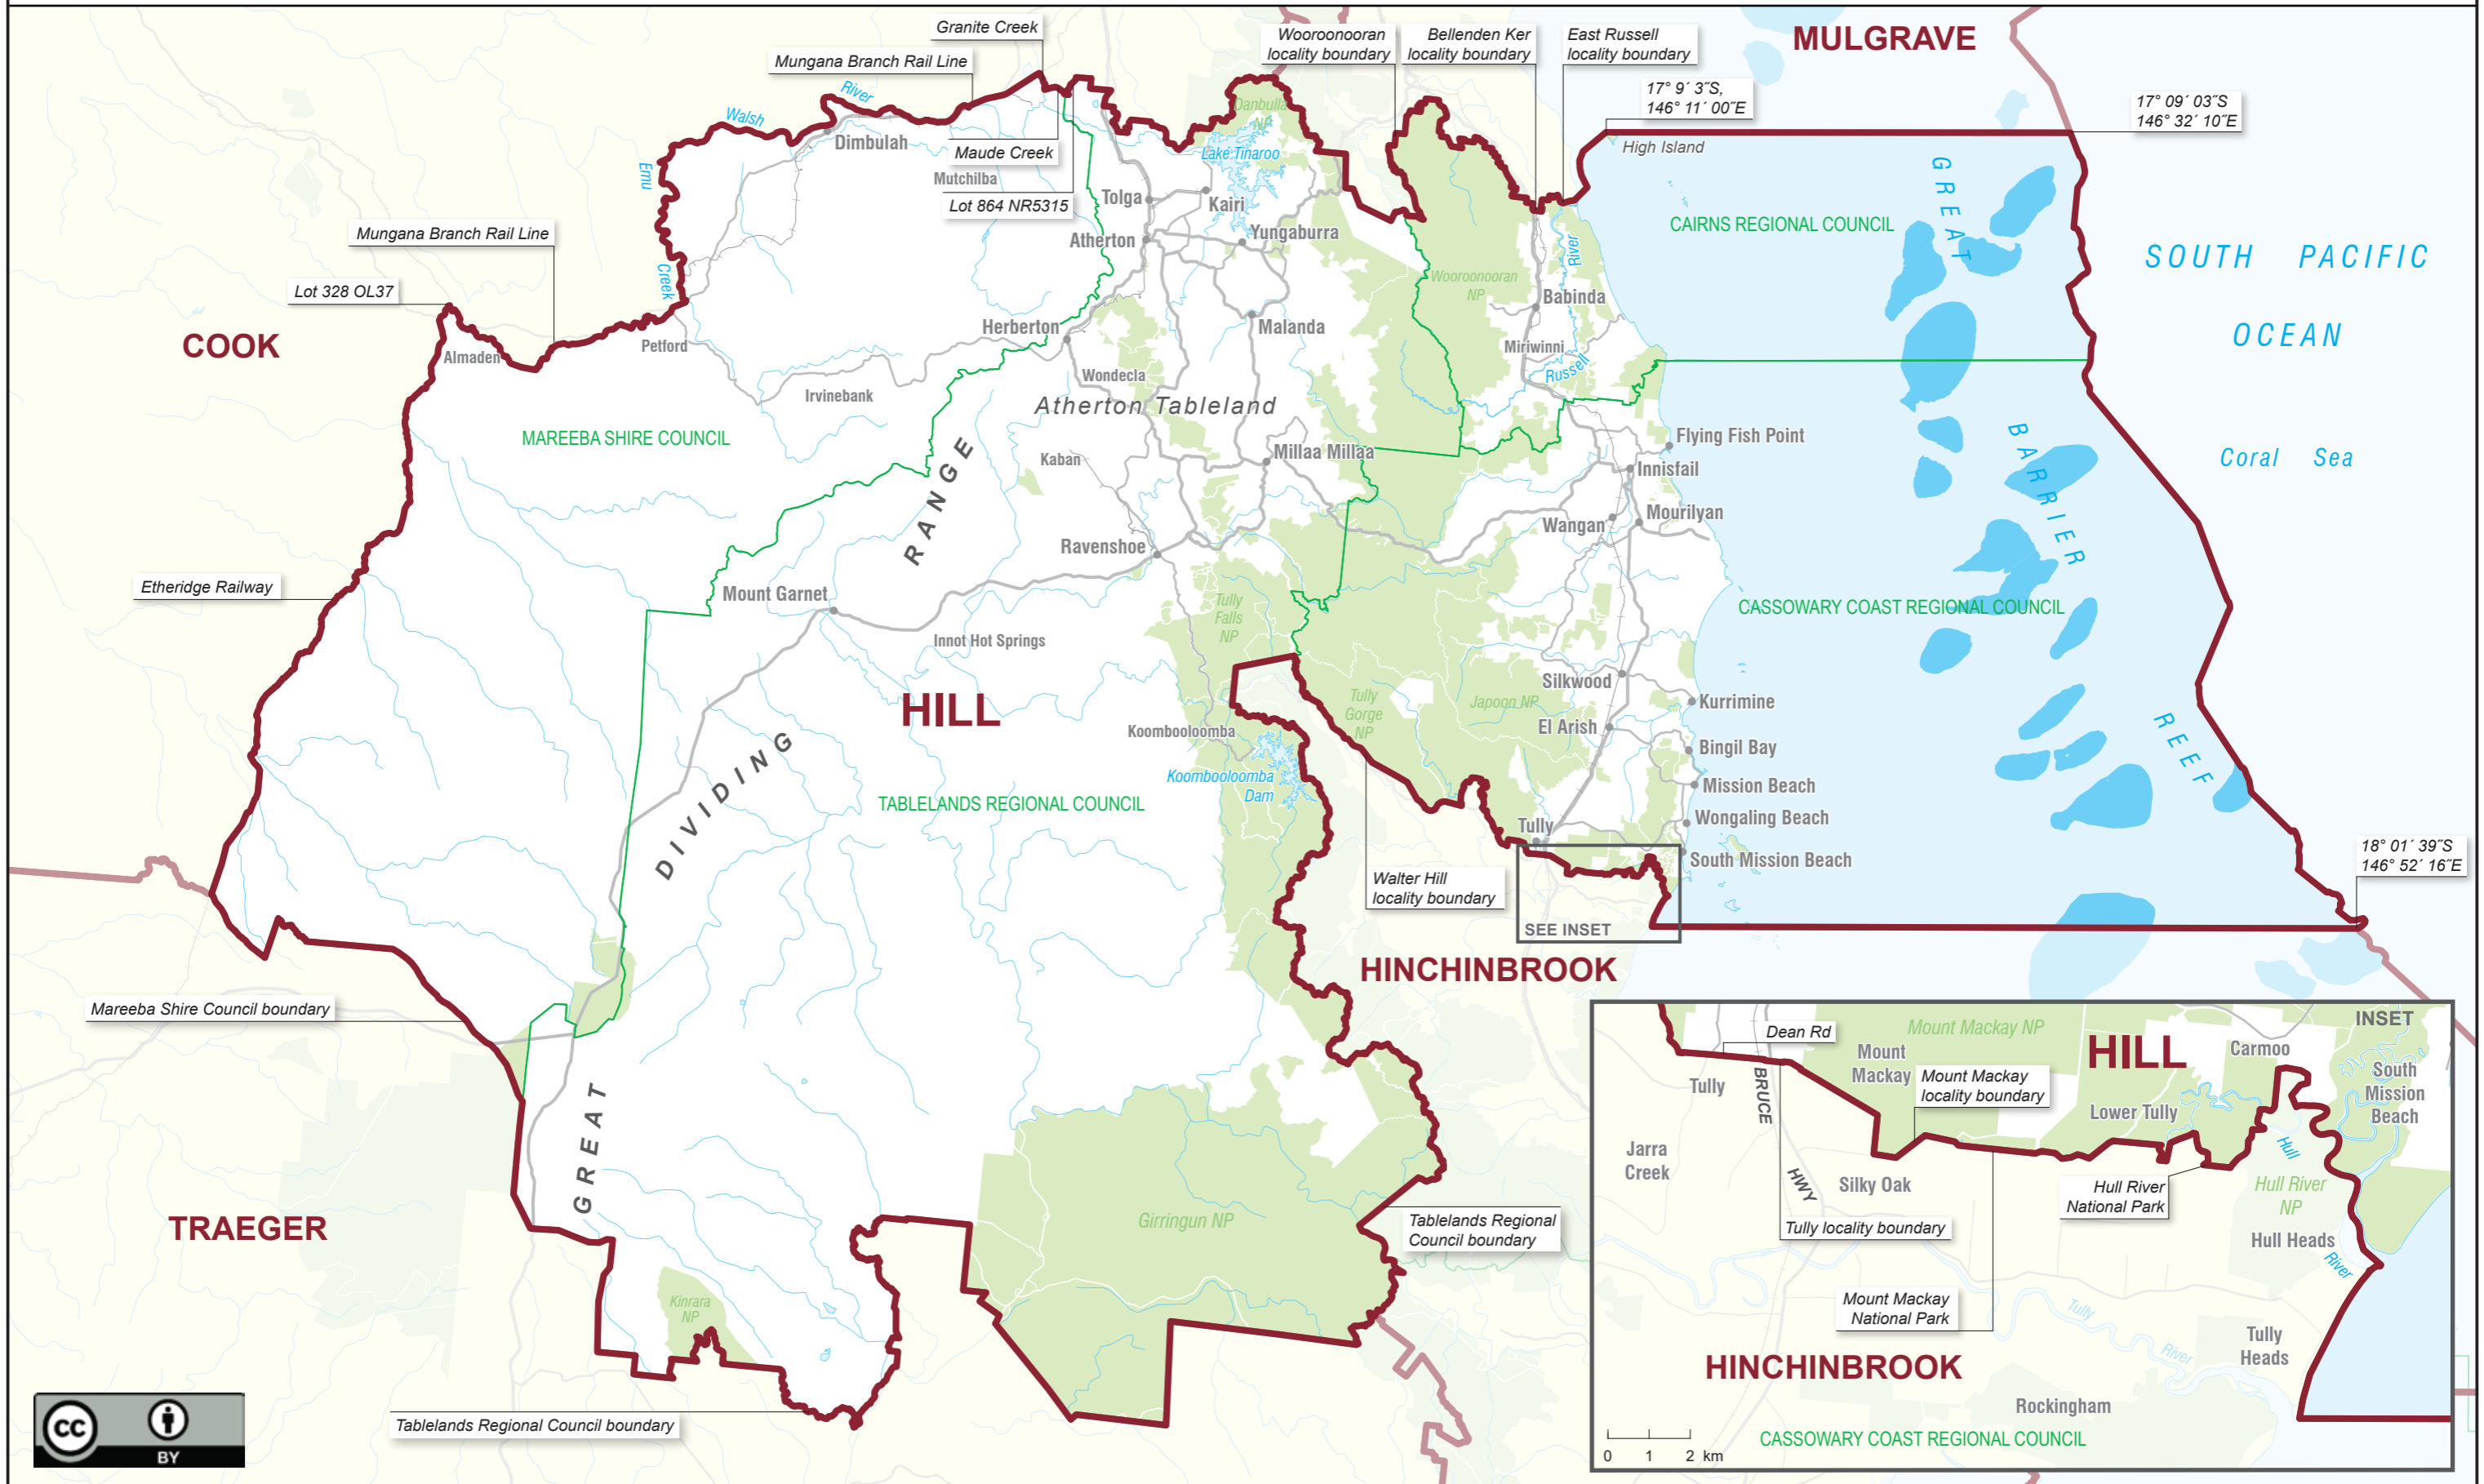 Granite Creek
Mungana Branch Rail Line
Wooroonooran
locality boundary
Bellenden Ker
locality boundary
East Russell
locality boundary
MULGRAVE
17° 9´ 3˝S,
146° 11´ 00˝E
17° 09´ 03˝S
146° 32´ 10˝E
Walsh
River
Danbulla
NP
Dimbulah
Maude Creek
Mutchilba
Lot 864 NR5315
Lake Tinaroo
High Island
Emu
Creek
Tolga
Kairi
Atherton
Yungaburra
CAIRNS REGIONAL COUNCIL
GREAT
BARRIER
REEF
SOUTH PACIFIC
OCEAN
Coral Sea
Mungana Branch Rail Line
Lot 328 OL37
COOK
Almaden
Petford
Herberton
Malanda
Wooroonooran
NP
River
Babinda
Miriwinni
Russell
Irvinebank
Wondecla
Atherton Tableland
MAREEBA SHIRE COUNCIL
Kaban
Millaa Millaa
Flying Fish Point
Innisfail
Wangan
Mourilyan
Ravenshoe
Etheridge Railway
Mount Garnet
Innot Hot Springs
Tully
Falls
NP
CASSOWARY COAST REGIONAL COUNCIL
GREAT
DIVIDING
RANGE
HILL
Koombooloomba
Koombooloomba
Dam
Tully
Gorge
NP
Japoon NP
Silkwood
Kurrimine
El Arish
Bingil Bay
Mission Beach
Wongaling Beach
TABLELANDS REGIONAL COUNCIL
Tully
South Mission Beach
18° 01´ 39˝S
146° 52´ 16˝E
Walter Hill
locality boundary
SEE INSET
HINCHINBROOK
Mareeba Shire Council boundary
TRAEGER
Girringun NP
Tablelands Regional
Council boundary
Kinrara
NP
Tablelands Regional Council boundary
INSET
Dean Rd
Mount Mackay NP
HILL
Carmoo
Mount
Mackay
Tully
BRUCE
HWY
Mount Mackay
locality boundary
South
Mission
Beach
Lower Tully
Jarra
Creek
Silky Oak
Hull
River
Hull River
National Park
Hull River
NP
Tully locality boundary
Hull Heads
Mount Mackay
National Park
Tully
River
Tully
Heads
HINCHINBROOK
Rockingham
CASSOWARY COAST REGIONAL COUNCIL
0 1 2 km
cc
BY